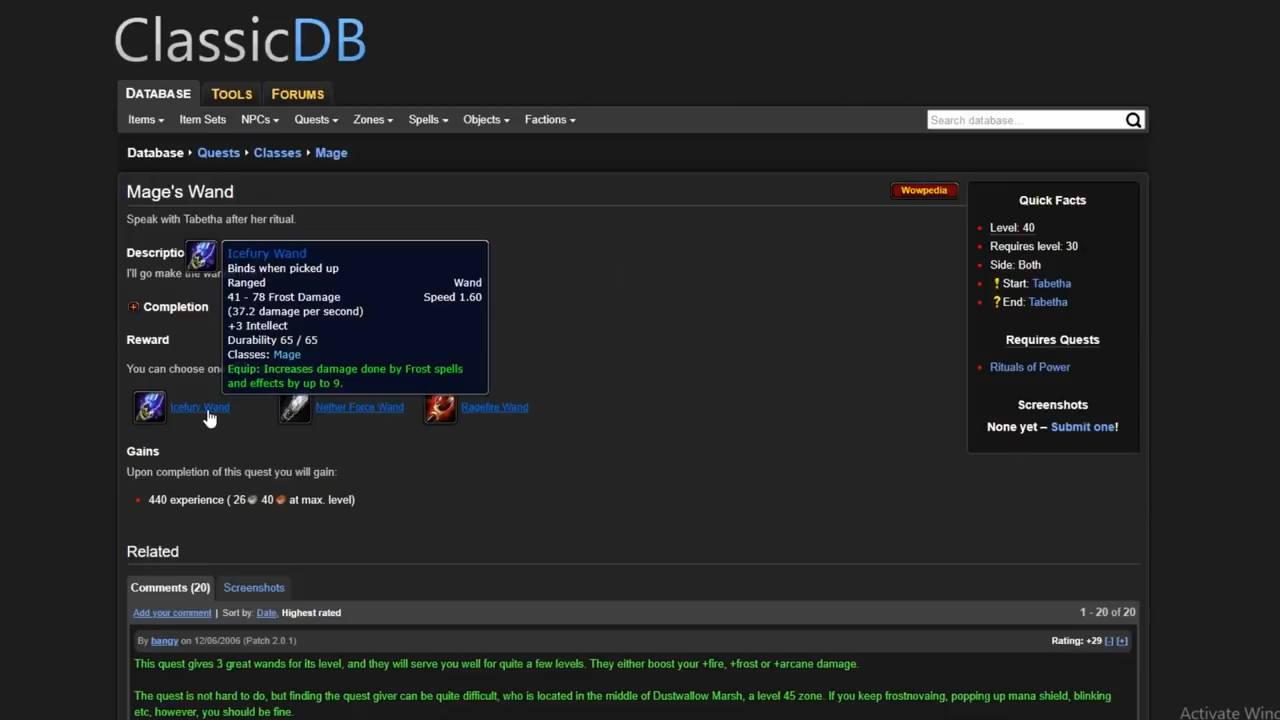 ClassicDB
DATABASE TOOLS FORUMS
Items Item Sets NPCs Quests Zones Spells Objects Factions Search database...
Database Quests Classes Mage
Mage's Wand Wowpedia
Speak with Tabetha after her ritual.
Descriptio
I'll go make the
Completion
Reward
You can choose
Icefury Wand
Binds when picked up
Ranged Wand
41 - 78 Frost Damage Speed 1.60
(37.2 damage per second)
+3 Intellect
Durability 65 / 65
Classes: Mage
Equip: Increases damage done by Frost spells
and effects by up to 9.
Icefury Wand Nether Force Wand Ragefire Wand
Gains
Upon completion of this quest you will gain:
440 experience ( 26 40 at max. level)
Quick Facts
Level: 40
Requires level: 30
Side: Both
! Start: Tabetha
? End: Tabetha
Requires Quests
Rituals of Power
Screenshots
None yet – Submit one!
Related
Comments (20) Screenshots
Add your comment | Sort by: Date, Highest rated 1 - 20 of 20
By bangy on 12/06/2006 (Patch 2.0.1) Rating: +29 [-] [+]
This quest gives 3 great wands for its level, and they will serve you well for quite a few levels. They either boost your +fire, +frost or +arcane damage.
The quest is not hard to do, but finding the quest giver can be quite difficult, who is located in the middle of Dustwallow Marsh, a level 45 zone. If you keep frostnovaing, popping up mana shield, blinking
etc, however, you should be fine.
Activate Wind